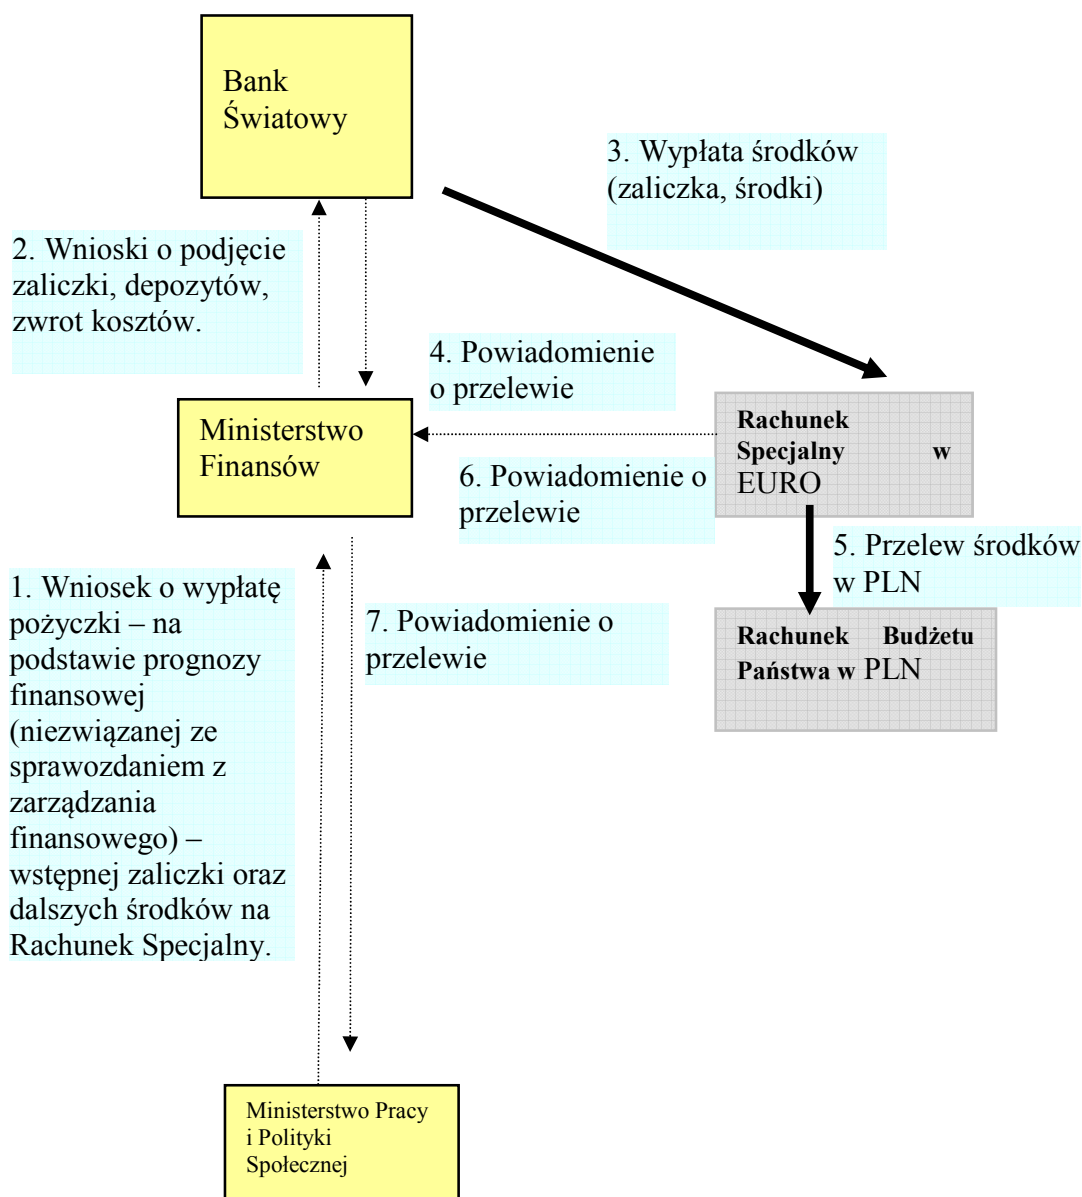 Bank
Światowy
3. Wypłata środków
(zaliczka, środki)
2. Wnioski o podjęcie
zaliczki, depozytów,
zwrot kosztów.
4. Powiadomienie
o przelewie
Ministerstwo
Finansów
Rachunek
Specjalny w
EURO
6. Powiadomienie o
przelewie
5. Przelew środków
w PLN
1. Wniosek o wypłatę
pożyczki – na
podstawie prognozy
finansowej
(niezwiązanej ze
sprawozdaniem z
zarządzania
finansowego) –
wstępnej zaliczki oraz
dalszych środków na
Rachunek Specjalny.
7. Powiadomienie o
przelewie
Rachunek Budżetu
Państwa w PLN
Ministerstwo Pracy
i Polityki
Społecznej